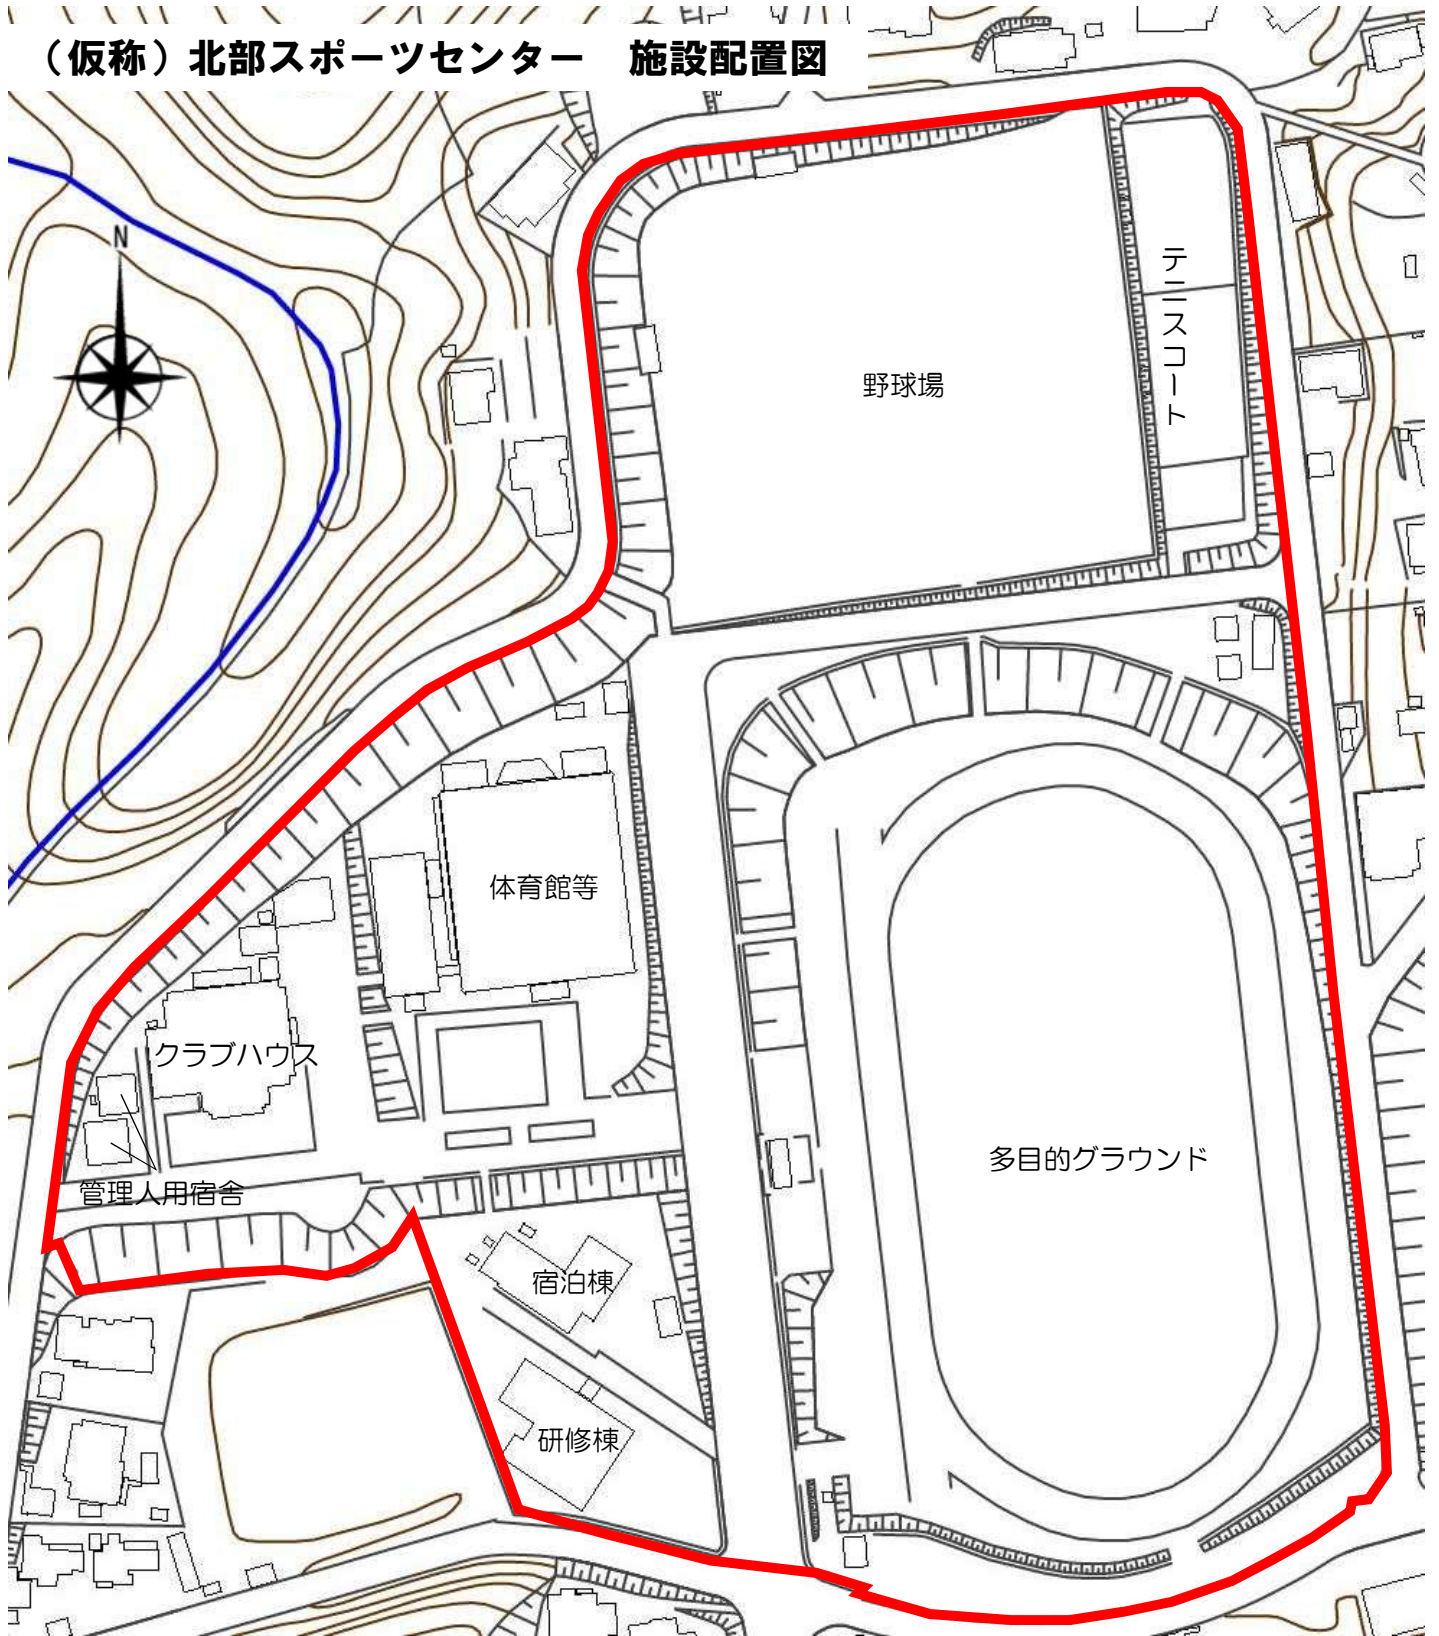 （仮称）北部スポーツセンター　施設配置図
N
テニスコート
野球場
体育館等
クラブハウス
多目的グラウンド
管理人用宿舎
宿泊棟
研修棟